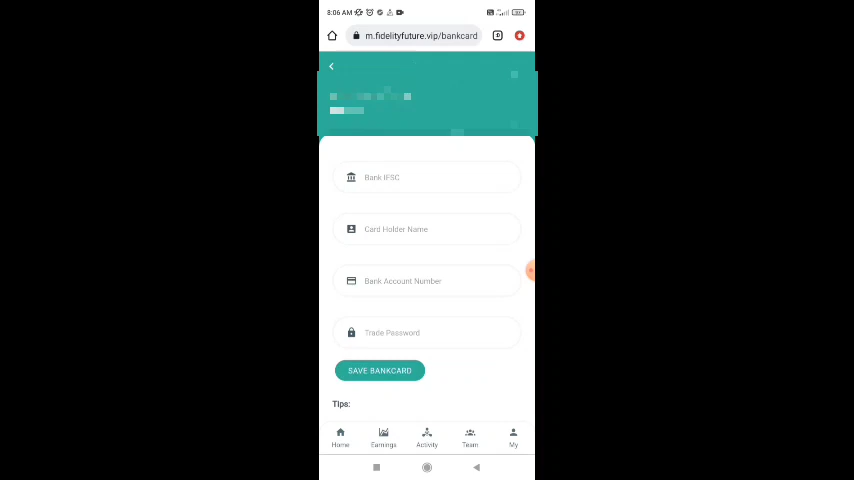 8:06 AM
m.fidelityfuture.vip/bankcard
Bank IFSC
Card Holder Name
Bank Account Number
Trade Password
SAVE BANKCARD
Tips:
Home Earnings Activity Team My